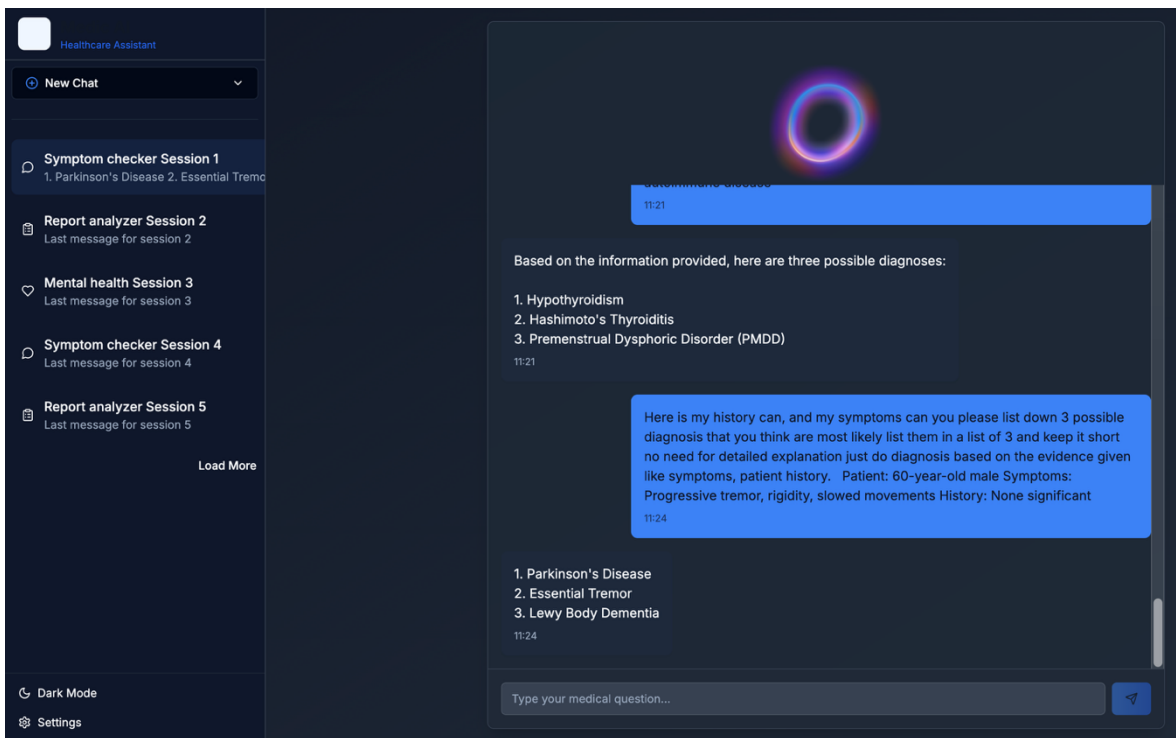 Healthcare Assistant
New Chat
Symptom checker Session 1
1. Parkinson's Disease 2. Essential Tremo
Report analyzer Session 2
Last message for session 2
Mental health Session 3
Last message for session 3
Symptom checker Session 4
Last message for session 4
Report analyzer Session 5
Last message for session 5
Load More
Dark Mode
Settings
autoimmune disease
11:21
Based on the information provided, here are three possible diagnoses:
1. Hypothyroidism
2. Hashimoto's Thyroiditis
3. Premenstrual Dysphoric Disorder (PMDD)
11:21
Here is my history can, and my symptoms can you please list down 3 possible
diagnosis that you think are most likely list them in a list of 3 and keep it short
no need for detailed explanation just do diagnosis based on the evidence given
like symptoms, patient history. Patient: 60-year-old male Symptoms:
Progressive tremor, rigidity, slowed movements History: None significant
11:24
1. Parkinson's Disease
2. Essential Tremor
3. Lewy Body Dementia
11:24
Type your medical question...